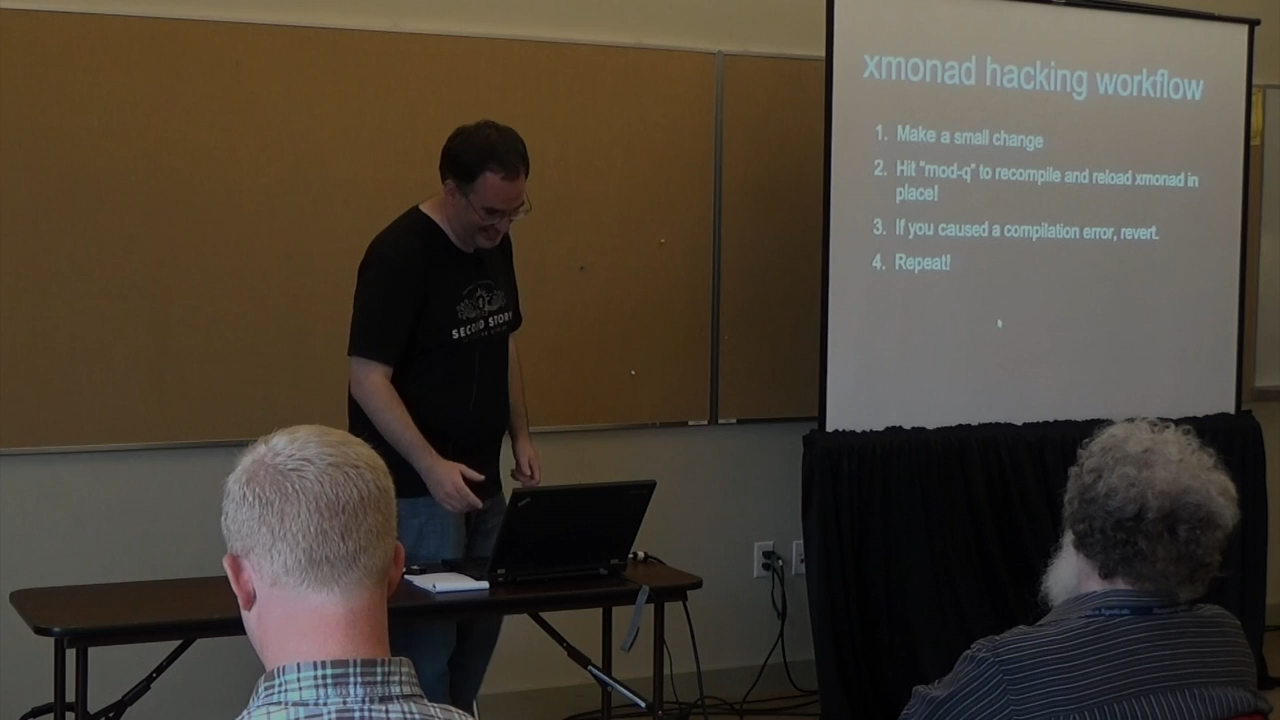 xmonad hacking workflow
1. Make a small change
2. Hit "mod-q" to recompile and reload xmonad in
place!
3. If you caused a compilation error, revert.
4. Repeat!
SECOND STORY
ThinkPad